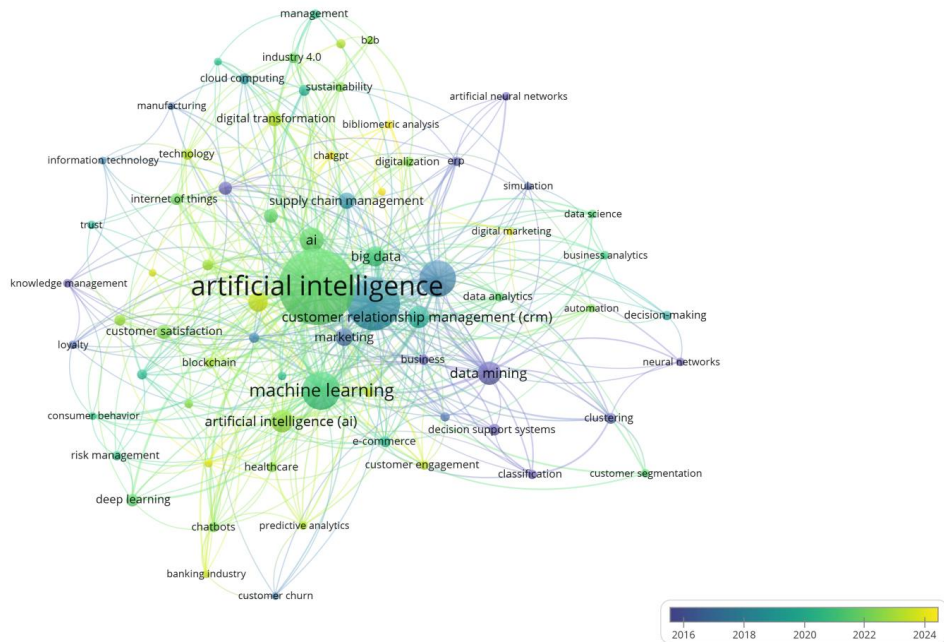 management
b2b
industry 4.0
cloud computing
sustainability
artificial neural networks
manufacturing
digital transformation
bibliometric analysis
information technology
technology
chatgpt
digitalization
erp
simulation
internet of things
supply chain management
data science
trust
digital marketing
ai
big data
business analytics
knowledge management
artificial intelligence
data analytics
automation
decision-making
customer relationship management (crm)
customer satisfaction
marketing
loyalty
business
neural networks
blockchain
data mining
machine learning
consumer behavior
artificial intelligence (ai)
decision support systems
clustering
e-commerce
risk management
healthcare
customer engagement
classification
customer segmentation
deep learning
chatbots
predictive analytics
banking industry
customer churn
2016 2018 2020 2022 2024